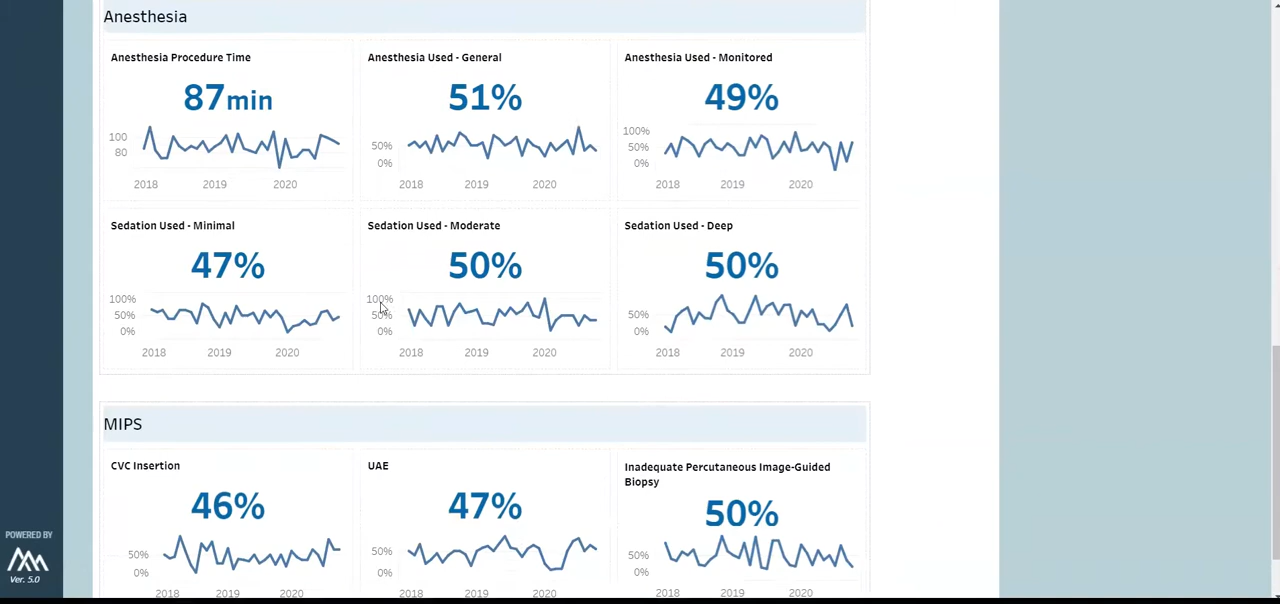 Anesthesia
Anesthesia Procedure Time
87min
100
80
2018 2019 2020
Anesthesia Used - General
51%
50%
0%
2018 2019 2020
Anesthesia Used - Monitored
49%
100%
50%
0%
2018 2019 2020
Sedation Used - Minimal
47%
100%
50%
0%
2018 2019 2020
Sedation Used - Moderate
50%
100%
50%
0%
2018 2019 2020
Sedation Used - Deep
50%
50%
0%
2018 2019 2020
MIPS
CVC Insertion
46%
50%
0%
2018 2019 2020
UAE
47%
50%
0%
2018 2019 2020
Inadequate Percutaneous Image-Guided
Biopsy
50%
50%
0%
2018 2019 2020
POWERED BY
Ver. 5.0